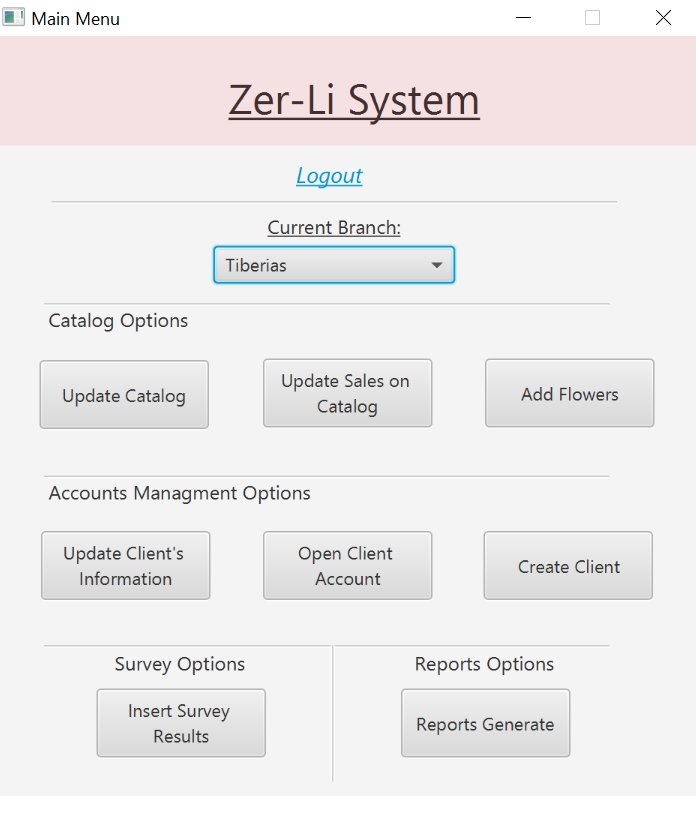 Main Menu
Zer-Li System
Logout
Current Branch:
Tiberias
Catalog Options
Update Catalog
Update Sales on
Catalog
Add Flowers
Accounts Managment Options
Update Client's
Information
Open Client
Account
Create Client
Survey Options
Insert Survey
Results
Reports Options
Reports Generate